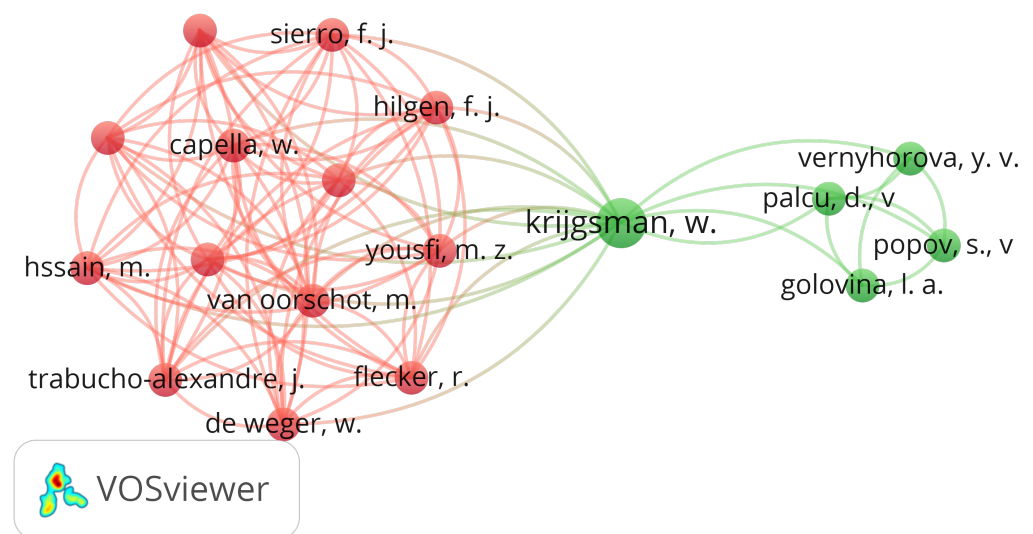 sierro, f. j.
hilgen, f. j.
capella, w.
vernyhorova, y. v.
palcu, d., v
krijgsman, w.
popov, s., v
yousfi, m. z.
hssain, m.
golovina, l. a.
van oorschot, m.
trabucho-alexandre, j.
flecker, r.
de weger, w.
VOSviewer